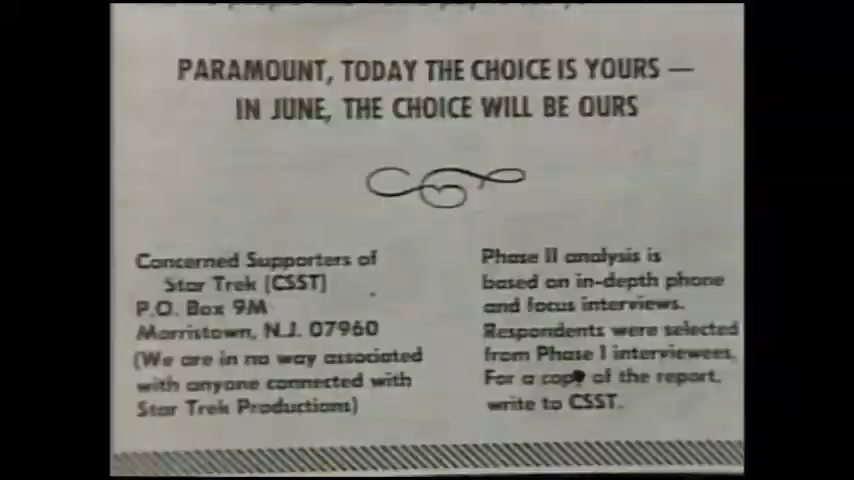 PARAMOUNT, TODAY THE CHOICE IS YOURS —
IN JUNE, THE CHOICE WILL BE OURS
Concerned Supporters of
Star Trek (CSST)
P.O. Box 9M
Morristown, N.J. 07960
(We are in no way associated
with anyone connected with
Star Trek Productions)
Phase II analysis is
based on in-depth phone
and focus interviews.
Respondents were selected
from Phase I interviewees.
For a copy of the report,
write to CSST.